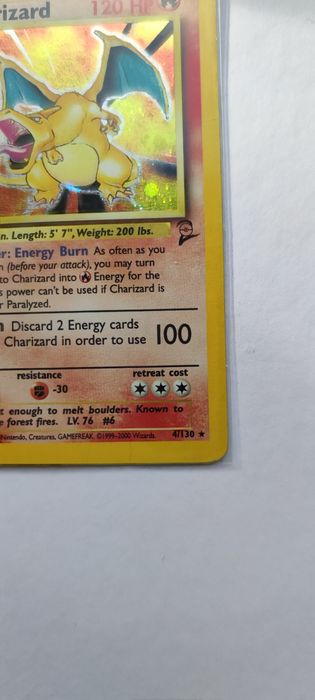 rizard 120 HP
n. Length: 5' 7", Weight: 200 lbs.
r: Energy Burn As often as you
n (before your attack), you may turn
to Charizard into Energy for the
s power can't be used if Charizard is
r Paralyzed.
n Discard 2 Energy cards
Charizard in order to use 100
resistance retreat cost
-30
t enough to melt boulders. Known to
e forest fires. LV. 76 #6
Nintendo, Creatures, GAMEFREAK. ©1999-2000 Wizards. 4/130